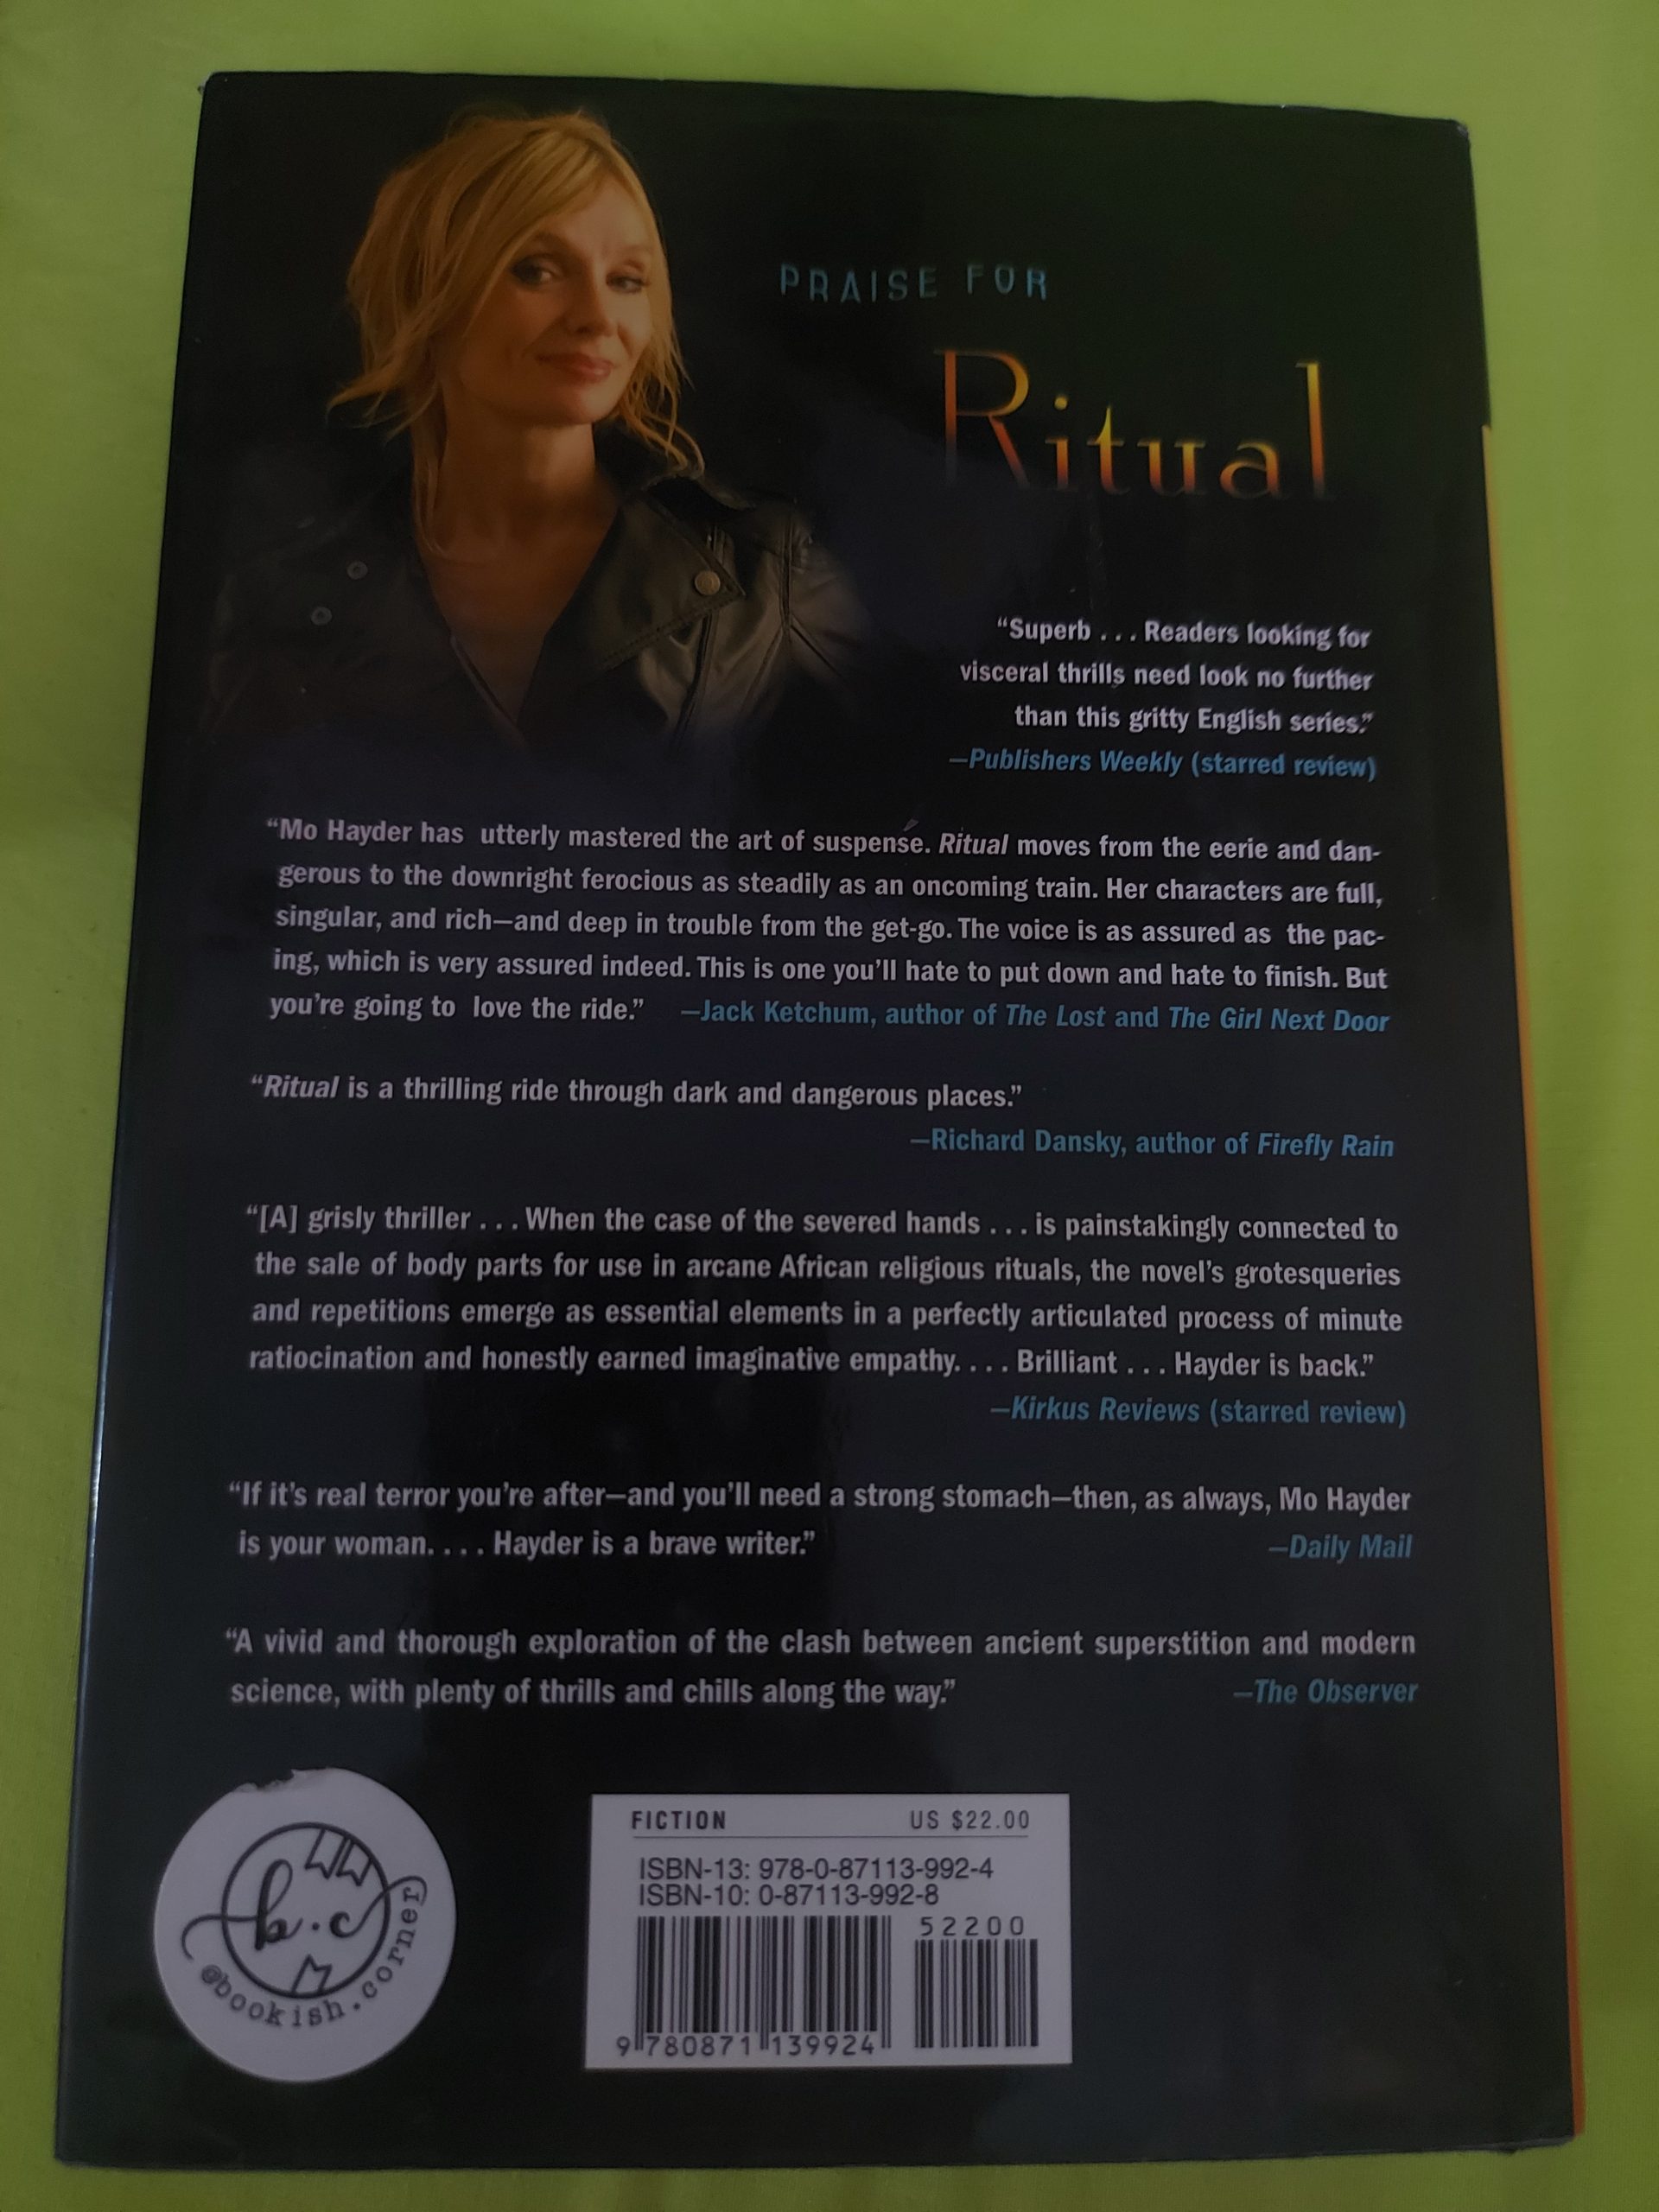 PRAISE FOR
Ritual
“Superb . . . Readers looking for
visceral thrills need look no further
than this gritty English series.”
—Publishers Weekly (starred review)
“Mo Hayder has utterly mastered the art of suspense. Ritual moves from the eerie and dan-
gerous to the downright ferocious as steadily as an oncoming train. Her characters are full,
singular, and rich—and deep in trouble from the get-go. The voice is as assured as the pac-
ing, which is very assured indeed. This is one you’ll hate to put down and hate to finish. But
you’re going to love the ride.” —Jack Ketchum, author of The Lost and The Girl Next Door
“Ritual is a thrilling ride through dark and dangerous places.”
—Richard Dansky, author of Firefly Rain
“[A] grisly thriller . . . When the case of the severed hands . . . is painstakingly connected to
the sale of body parts for use in arcane African religious rituals, the novel’s grotesqueries
and repetitions emerge as essential elements in a perfectly articulated process of minute
ratiocination and honestly earned imaginative empathy. . . . Brilliant . . . Hayder is back.”
—Kirkus Reviews (starred review)
“If it’s real terror you’re after—and you’ll need a strong stomach—then, as always, Mo Hayder
is your woman. . . . Hayder is a brave writer.” —Daily Mail
“A vivid and thorough exploration of the clash between ancient superstition and modern
science, with plenty of thrills and chills along the way.” —The Observer
b.c
@bookish.corner
FICTION US $22.00
ISBN-13: 978-0-87113-992-4
ISBN-10: 0-87113-992-8
52200
9 780871 139924